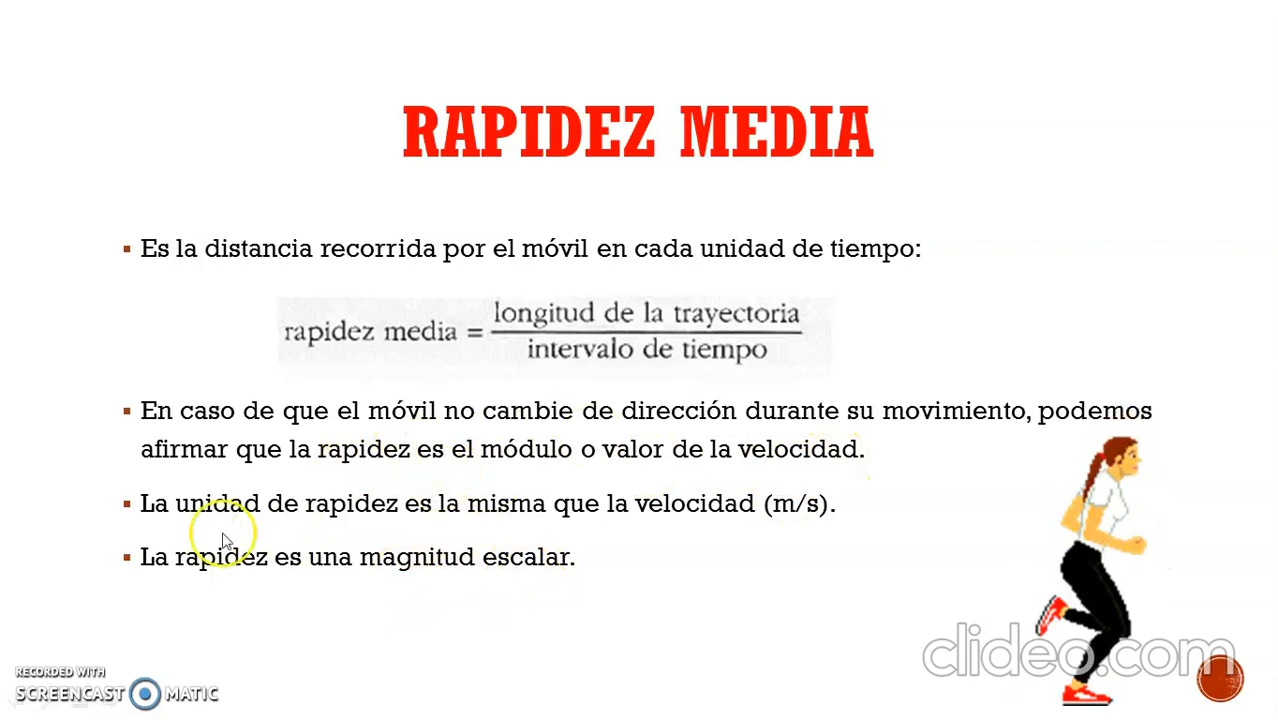 RAPIDEZ MEDIA
▪ Es la distancia recorrida por el móvil en cada unidad de tiempo:
rapidez media = longitud de la trayectoria
intervalo de tiempo
▪ En caso de que el móvil no cambie de dirección durante su movimiento, podemos
afirmar que la rapidez es el módulo o valor de la velocidad.
▪ La unidad de rapidez es la misma que la velocidad (m/s).
▪ La rapidez es una magnitud escalar.
clideo.com
RECORDED WITH
SCREENCAST MATIC